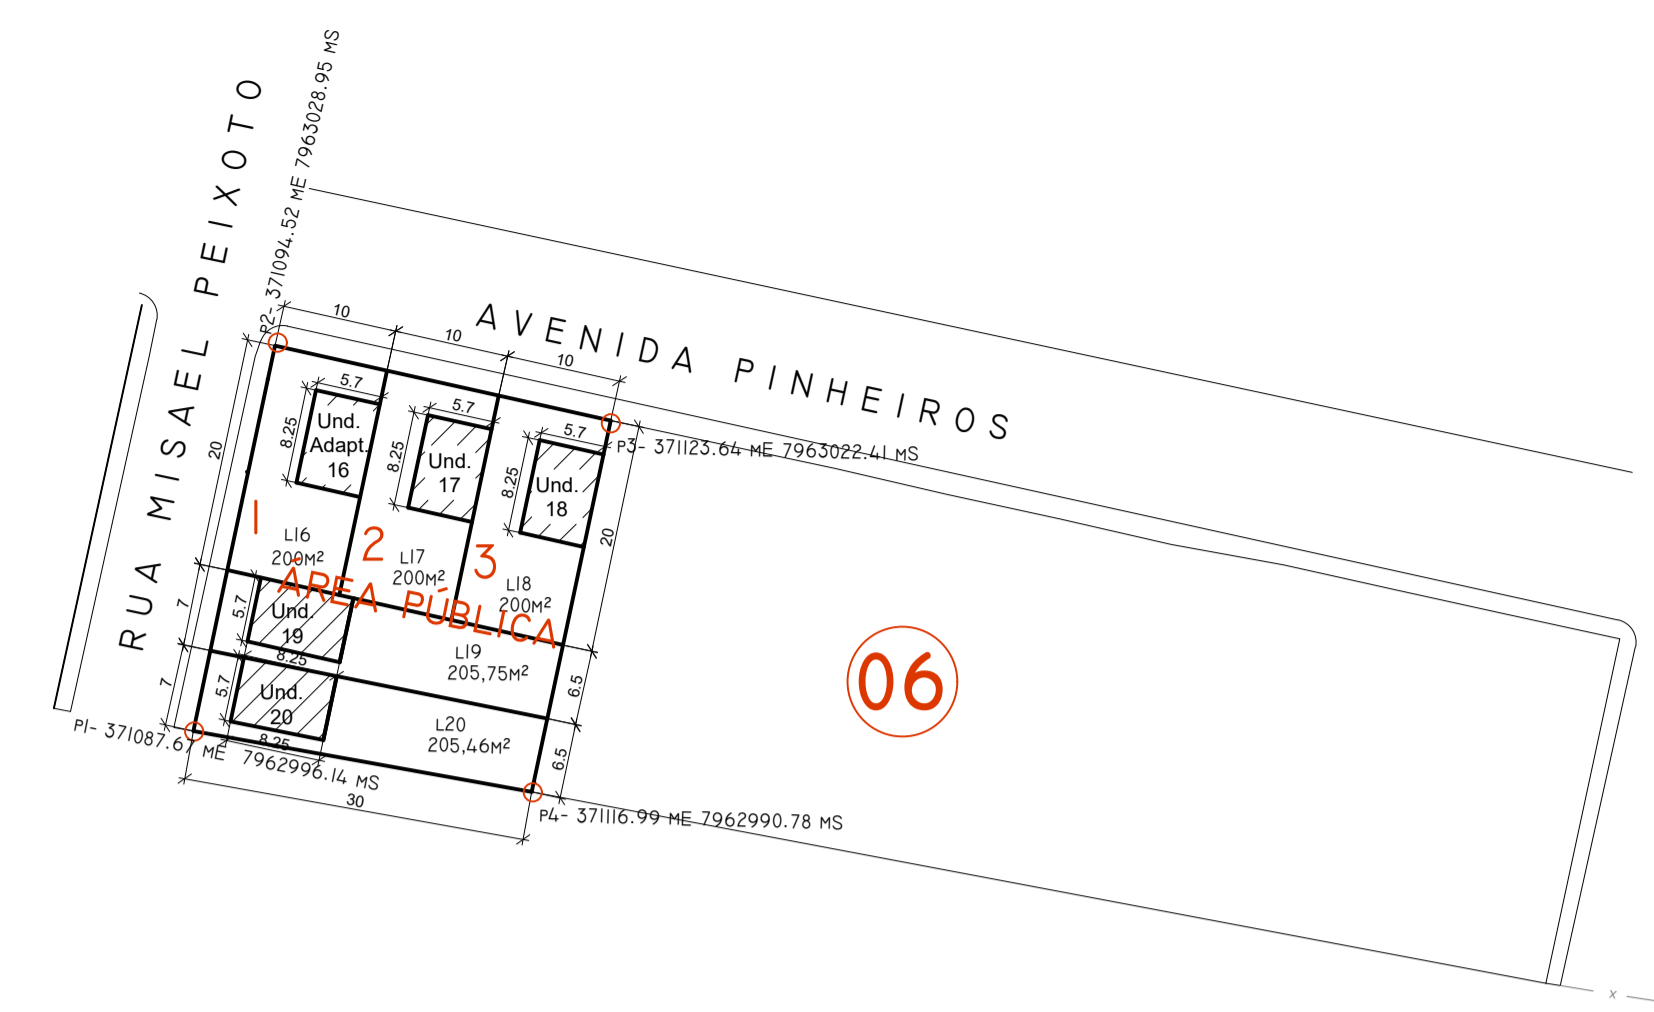 RUA MISAEL PEIXOTO
P2- 371094.52 ME 7963028.95 MS
AVENIDA PINHEIROS
10
10
10
20
7
7
5.7
8.25
Und.
Adapt.
16
5.7
8.25
Und.
17
5.7
8.25
Und.
18
P3- 371123.64 ME 7963022.41 MS
20
6.5
6.5
1
L16
200M²
2
L17
200M²
3
L18
200M²
ÁREA PÚBLICA
5.7
Und.
19
8.25
L19
205,75M²
5.7
Und.
20
8.25
L20
205,46M²
06
P1- 371087.67 ME 7962996.14 MS
30
P4- 371116.99 ME 7962990.78 MS
x